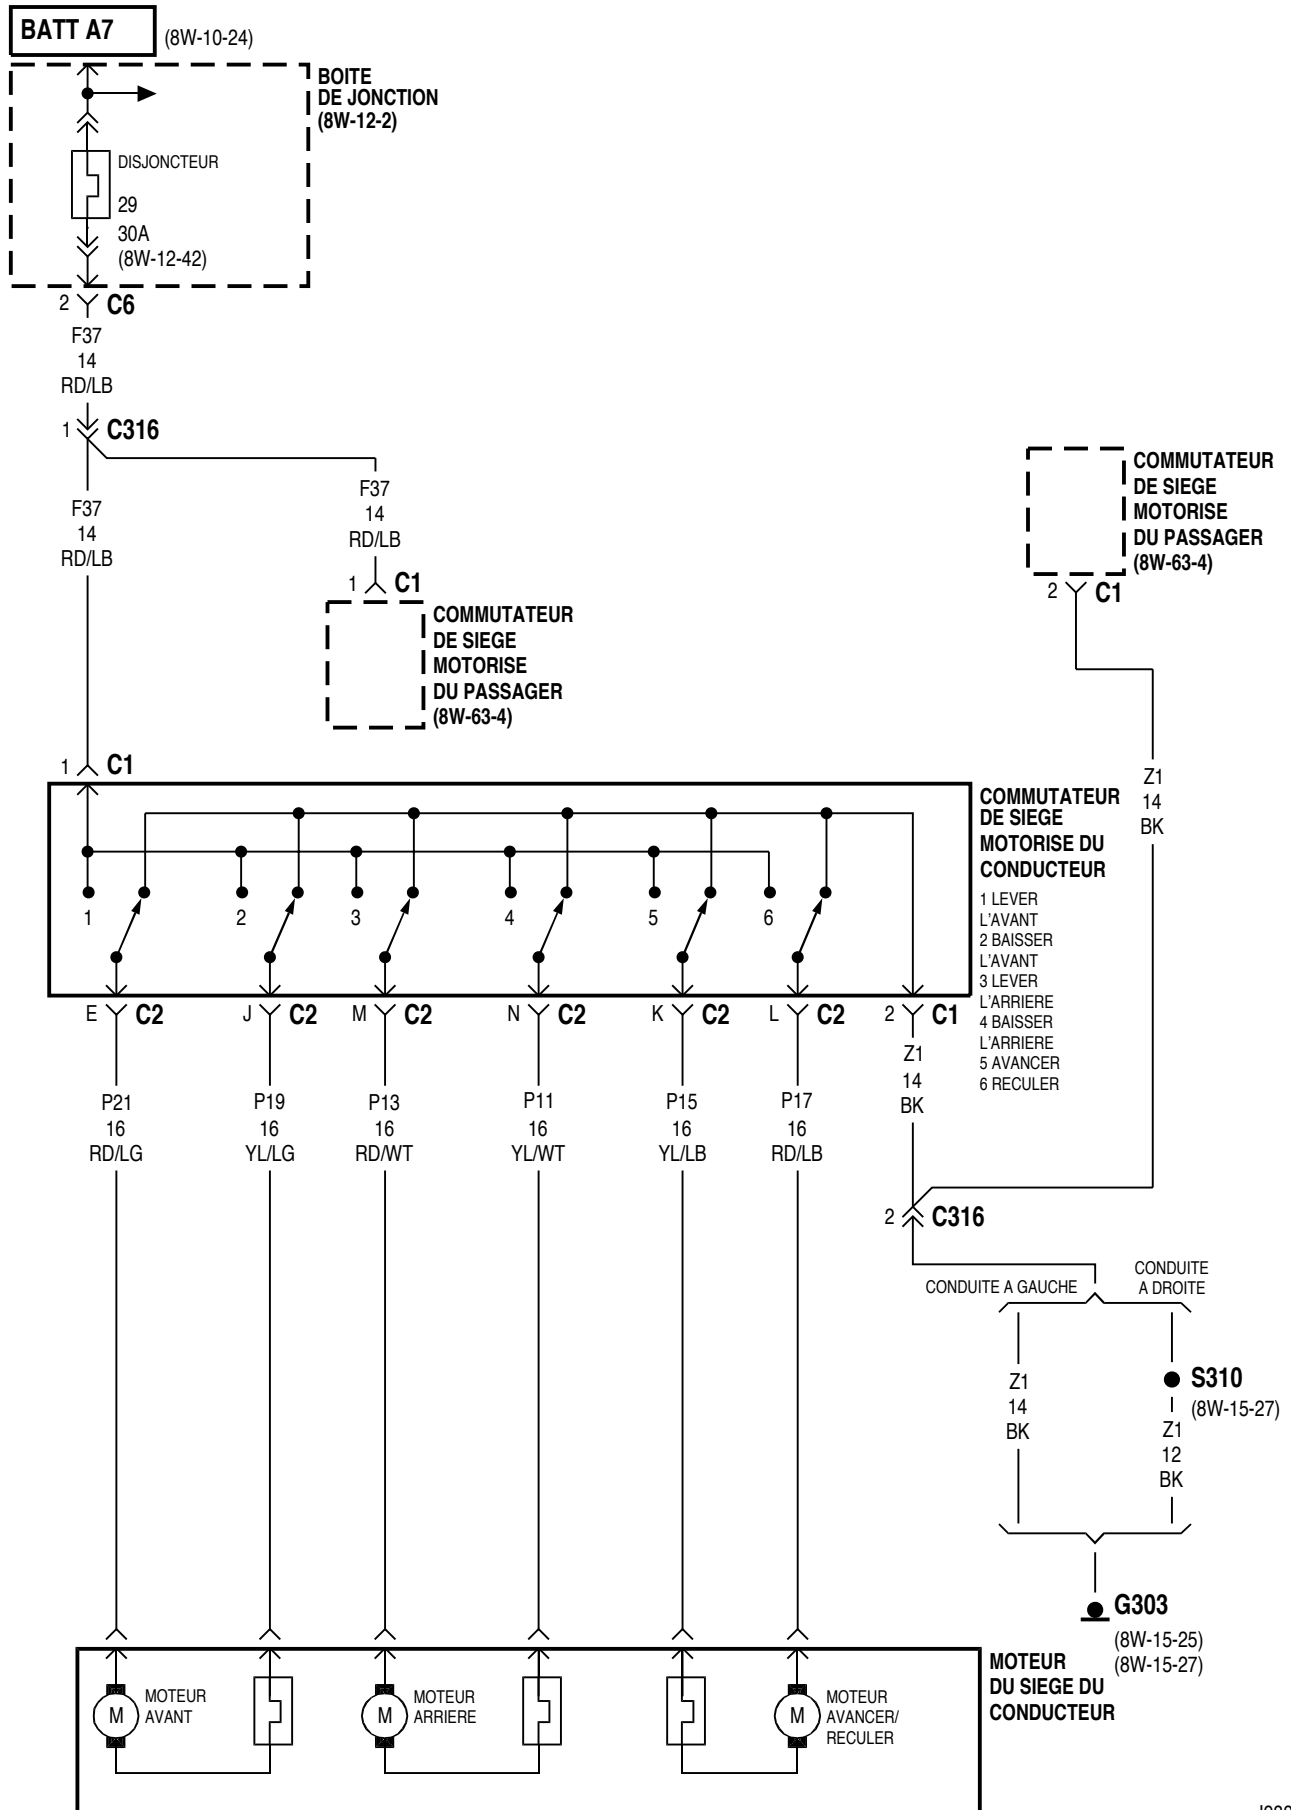 BATT A7
(8W-10-24)
BOITE
DE JONCTION
(8W-12-2)
DISJONCTEUR
29
30A
(8W-12-42)
2 C6
F37
14
RD/LB
1 C316
F37
14
RD/LB
F37
14
RD/LB
1 C1
COMMUTATEUR
DE SIEGE
MOTORISE
DU PASSAGER
(8W-63-4)
COMMUTATEUR
DE SIEGE
MOTORISE
DU PASSAGER
(8W-63-4)
2 C1
Z1
14
BK
1 C1
COMMUTATEUR
DE SIEGE
MOTORISE DU
CONDUCTEUR
1 LEVER
L'AVANT
2 BAISSER
L'AVANT
3 LEVER
L'ARRIERE
4 BAISSER
L'ARRIERE
5 AVANCER
6 RECULER
1 2 3 4 5 6
E C2 J C2 M C2 N C2 K C2 L C2 2 C1
P21
16
RD/LG
P19
16
YL/LG
P13
16
RD/WT
P11
16
YL/WT
P15
16
YL/LB
P17
16
RD/LB
Z1
14
BK
2 C316
CONDUITE A GAUCHE
CONDUITE
A DROITE
Z1
14
BK
S310
(8W-15-27)
Z1
12
BK
G303
(8W-15-25)
(8W-15-27)
MOTEUR
DU SIEGE DU
CONDUCTEUR
M
MOTEUR
AVANT
M
MOTEUR
ARRIERE
M
MOTEUR
AVANCER/
RECULER